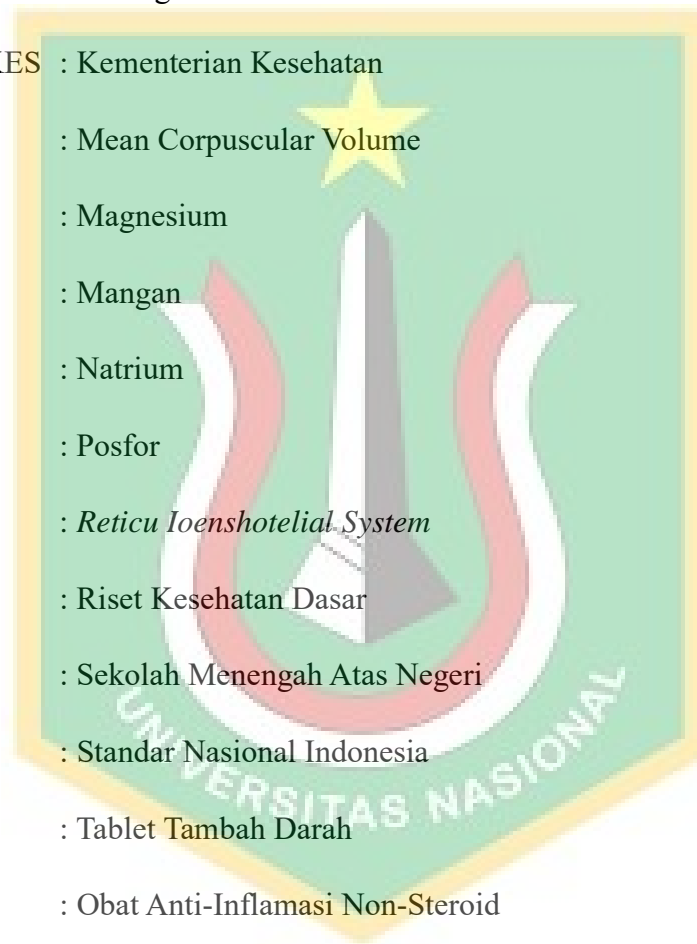 KES : Kementerian Kesehatan
: Mean Corpuscular Volume
: Magnesium
: Mangan
: Natrium
: Posfor
: Reticu Ioenshotelial System
: Riset Kesehatan Dasar
: Sekolah Menengah Atas Negeri
: Standar Nasional Indonesia
UNIVERSITAS NASIONAL
: Tablet Tambah Darah
: Obat Anti-Inflamasi Non-Steroid